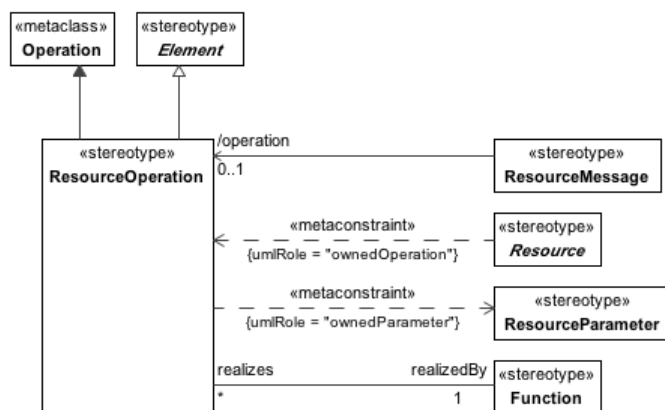 «metaclass»
Operation
«stereotype»
Element
«stereotype»
ResourceOperation
/operation
0..1
«stereotype»
ResourceMessage
«metaconstraint»
{umlRole = "ownedOperation"}
«stereotype»
Resource
«metaconstraint»
{umlRole = "ownedParameter"}
«stereotype»
ResourceParameter
realizes
realizedBy
*
1
«stereotype»
Function